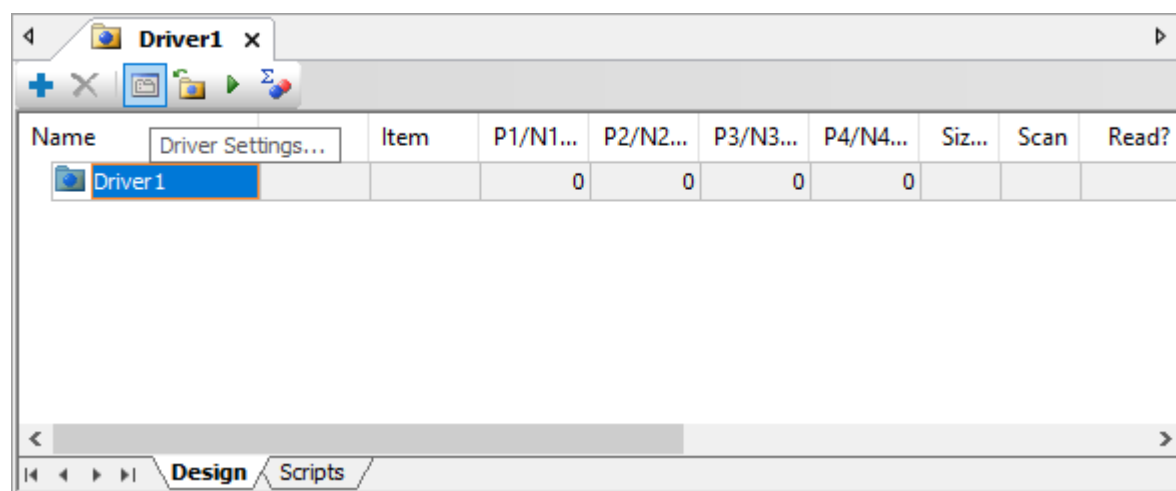 Driver1
Name Item P1/N1... P2/N2... P3/N3... P4/N4... Siz... Scan Read?
Driver Settings...
Driver1 0 0 0 0
Design Scripts